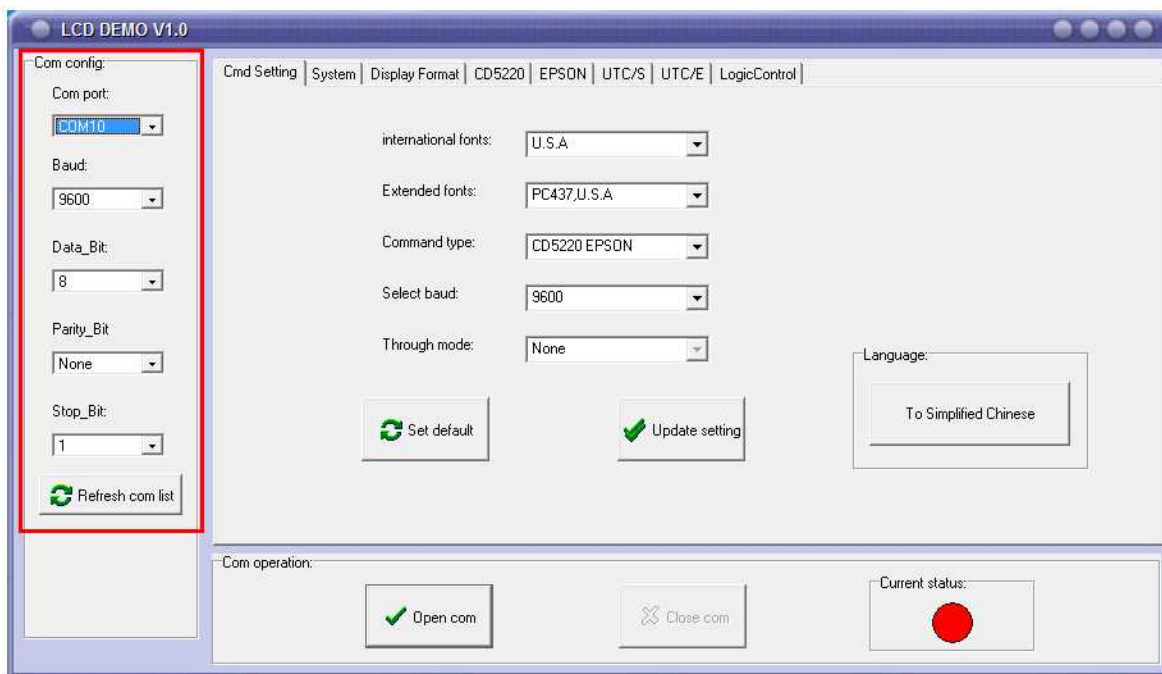 LCD DEMO V1.0
Com config:
Com port:
COM10
Baud:
9600
Data_Bit:
8
Parity_Bit
None
Stop_Bit:
1
Refresh com list
Cmd Setting System Display Format CD5220 EPSON UTC/S UTC/E LogicControl
international fonts: U.S.A
Extended fonts: PC437,U.S.A
Command type: CD5220 EPSON
Select baud: 9600
Through mode: None
Set default
Update setting
Language:
To Simplified Chinese
Com operation:
Open com
Close com
Current status: